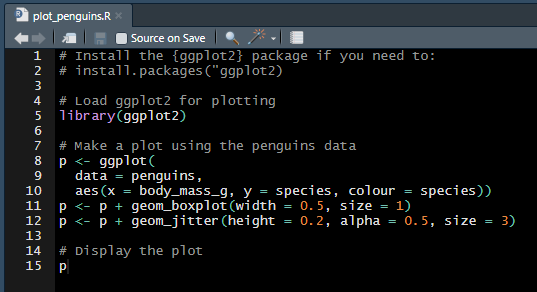 plot_penguins.R
Source on Save
1 # Install the {ggplot2} package if you need to:
2 # install.packages("ggplot2)
3
4 # Load ggplot2 for plotting
5 library(ggplot2)
6
7 # Make a plot using the penguins data
8 p <- ggplot(
9   data = penguins,
10   aes(x = body_mass_g, y = species, colour = species))
11 p <- p + geom_boxplot(width = 0.5, size = 1)
12 p <- p + geom_jitter(height = 0.2, alpha = 0.5, size = 3)
13
14 # Display the plot
15 p